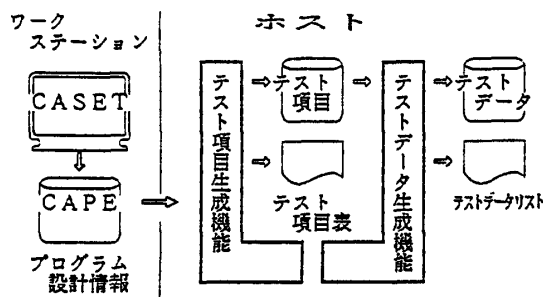 ワーク
ステーション
ホスト
CASET
CAPE
プログラム
設計情報
テスト項目生成機能
テスト
項目
テスト
項目表
テストデータ生成機能
テスト
データ
テストデータリスト